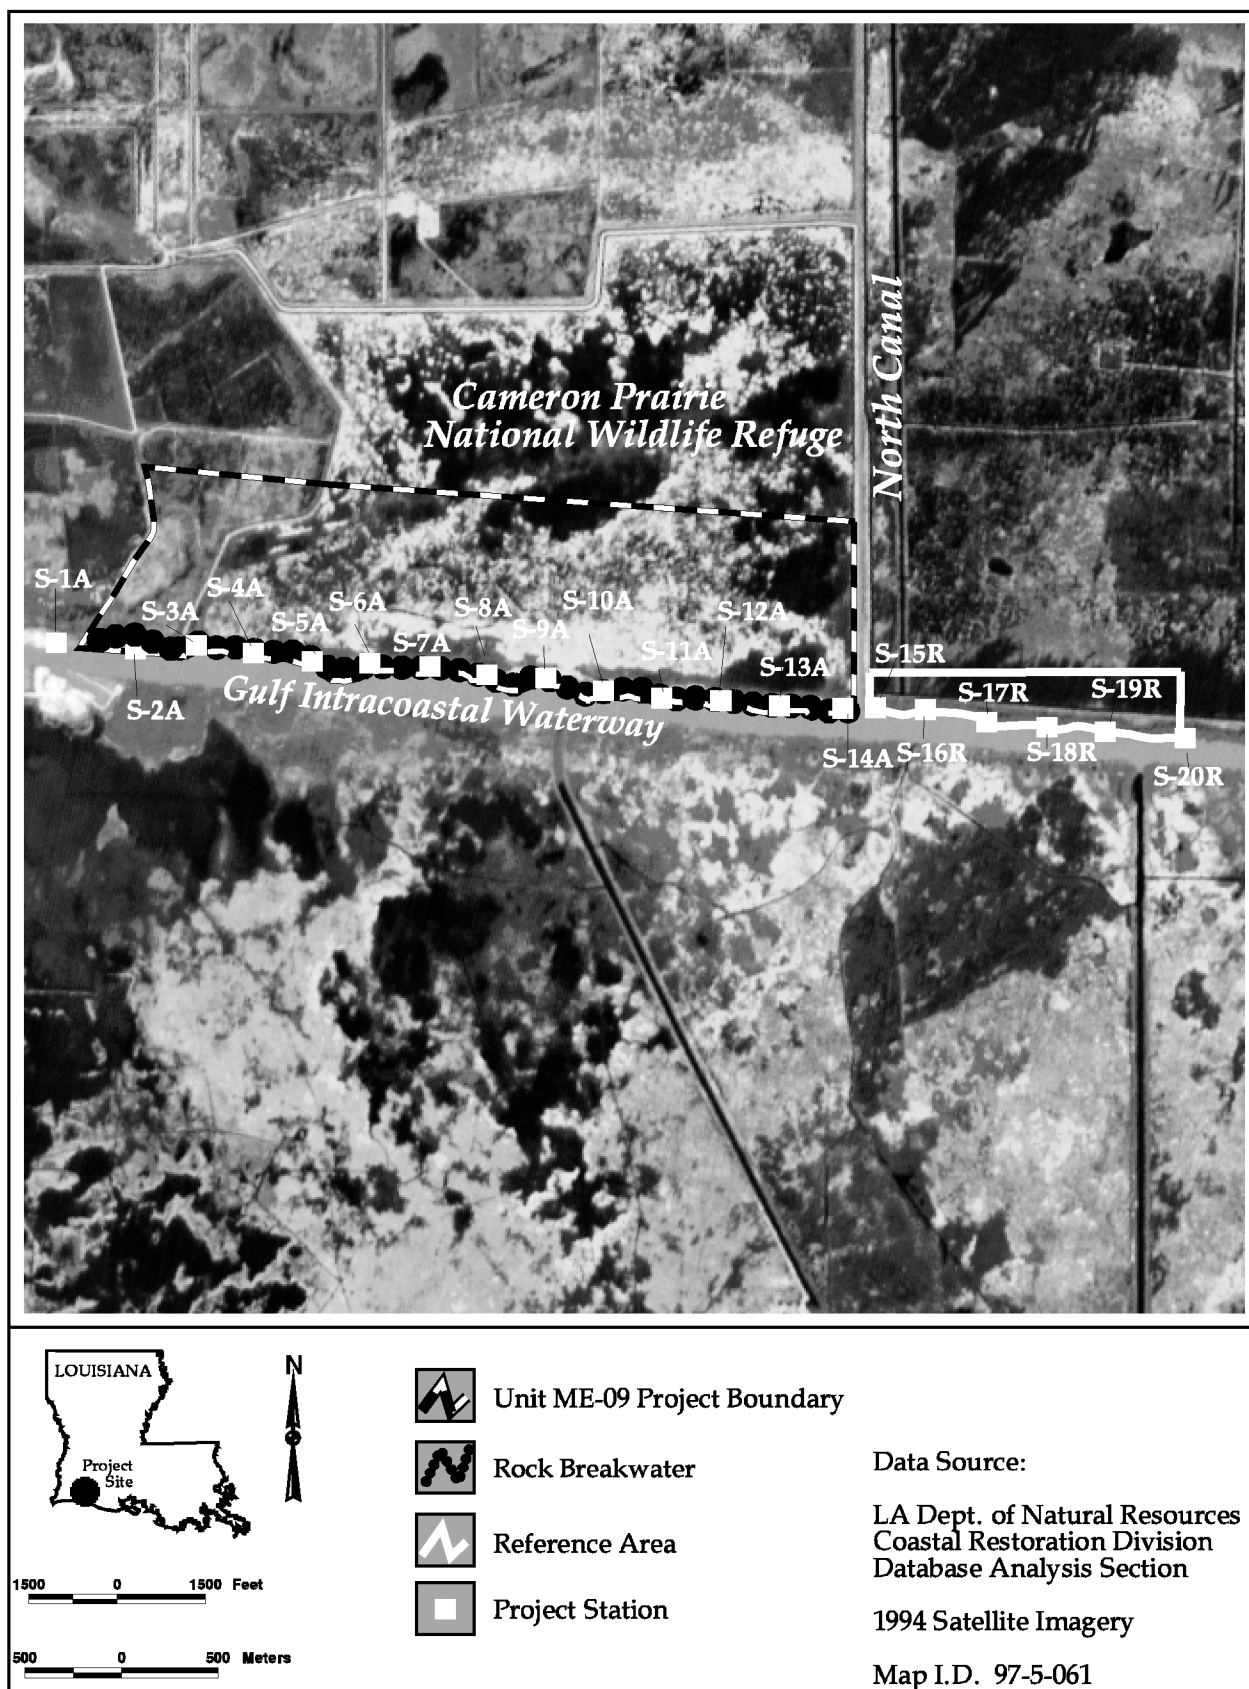 Cameron Prairie
National Wildlife Refuge
North Canal
S-1A
S-2A
S-3A
S-4A
S-5A
S-6A
S-7A
S-8A
S-9A
S-10A
S-11A
S-12A
S-13A
S-14A
S-15R
S-16R
S-17R
S-18R
S-19R
S-20R
Gulf Intracoastal Waterway
LOUISIANA
Project
Site
N
1500 0 1500 Feet
500 0 500 Meters
Unit ME-09 Project Boundary
Rock Breakwater
Reference Area
Project Station
Data Source:
LA Dept. of Natural Resources
Coastal Restoration Division
Database Analysis Section
1994 Satellite Imagery
Map I.D. 97-5-061